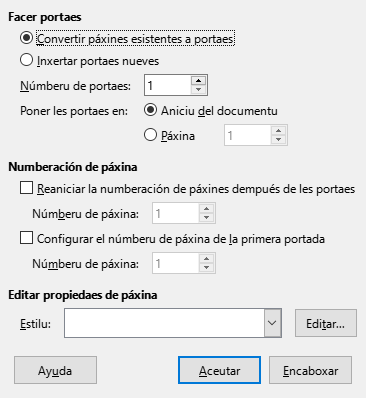 Facer portaes
Convertir páxines esistentes a portaes
Inxertar portaes nueves
Númberu de portaes: 1
Poner les portaes en: Aniciu del documentu
Páxina 1
Numberación de páxina
Reaniciar la numberación de páxines dempués de les portaes
Númberu de páxina: 1
Configurar el númberu de páxina de la primera portada
Númberu de páxina: 1
Editar propiedaes de páxina
Estilu: Editar...
Ayuda Aceutar Encaboxar